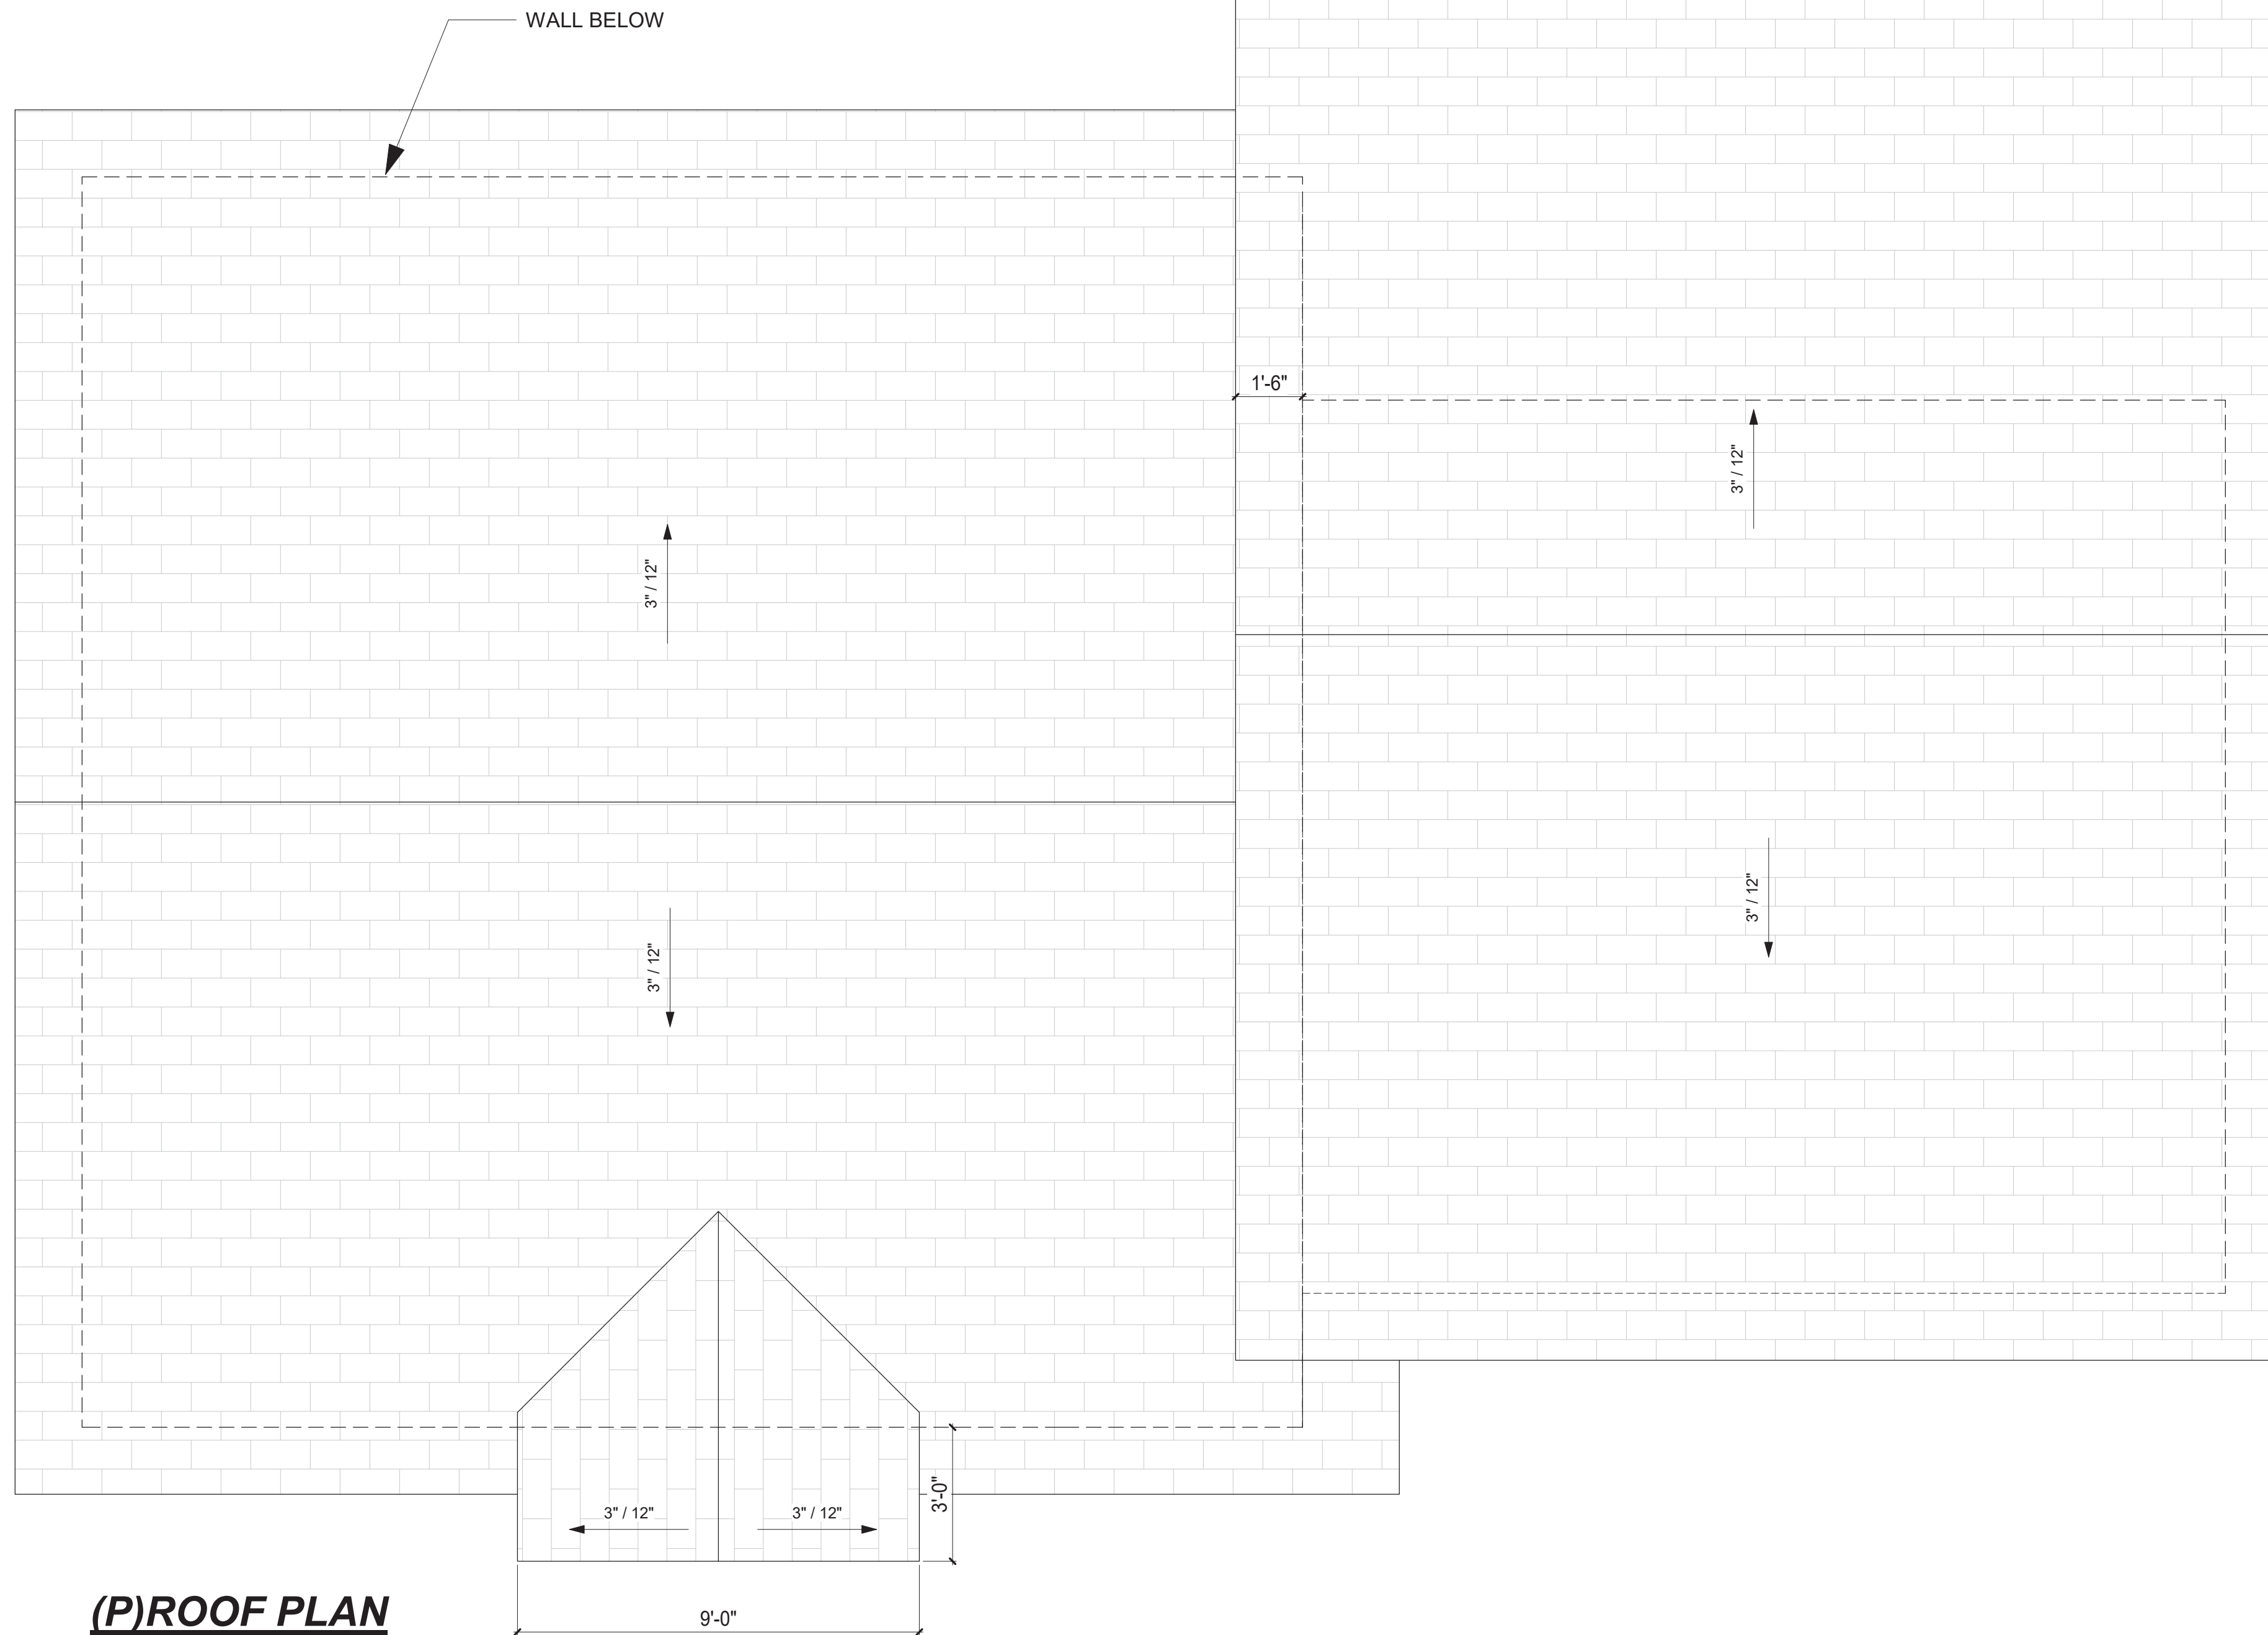 WALL BELOW
1'-6"
3" / 12"
3" / 12"
3" / 12"
3" / 12"
3'-0"
3" / 12"
3" / 12"
9'-0"
(P)ROOF PLAN